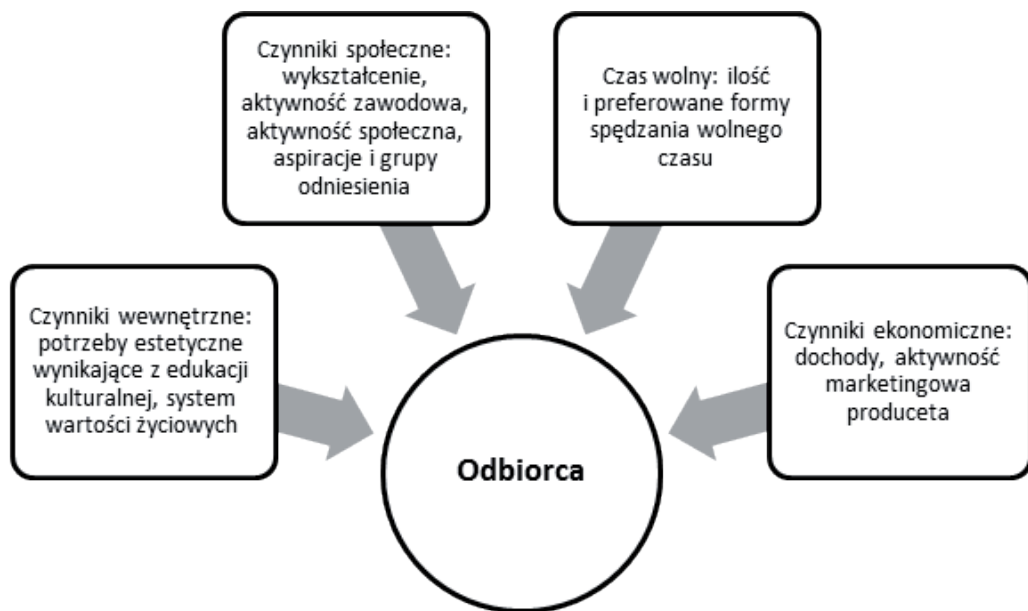 Czynniki społeczne:
wykształcenie,
aktywność zawodowa,
aktywność społeczna,
aspiracje i grupy
odniesienia
Czas wolny: ilość
i preferowane formy
spędzania wolnego
czasu
Czynniki wewnętrzne:
potrzeby estetyczne
wynikające z edukacji
kulturalnej, system
wartości życiowych
Czynniki ekonomiczne:
dochody, aktywność
marketingowa
produceta
Odbiorca